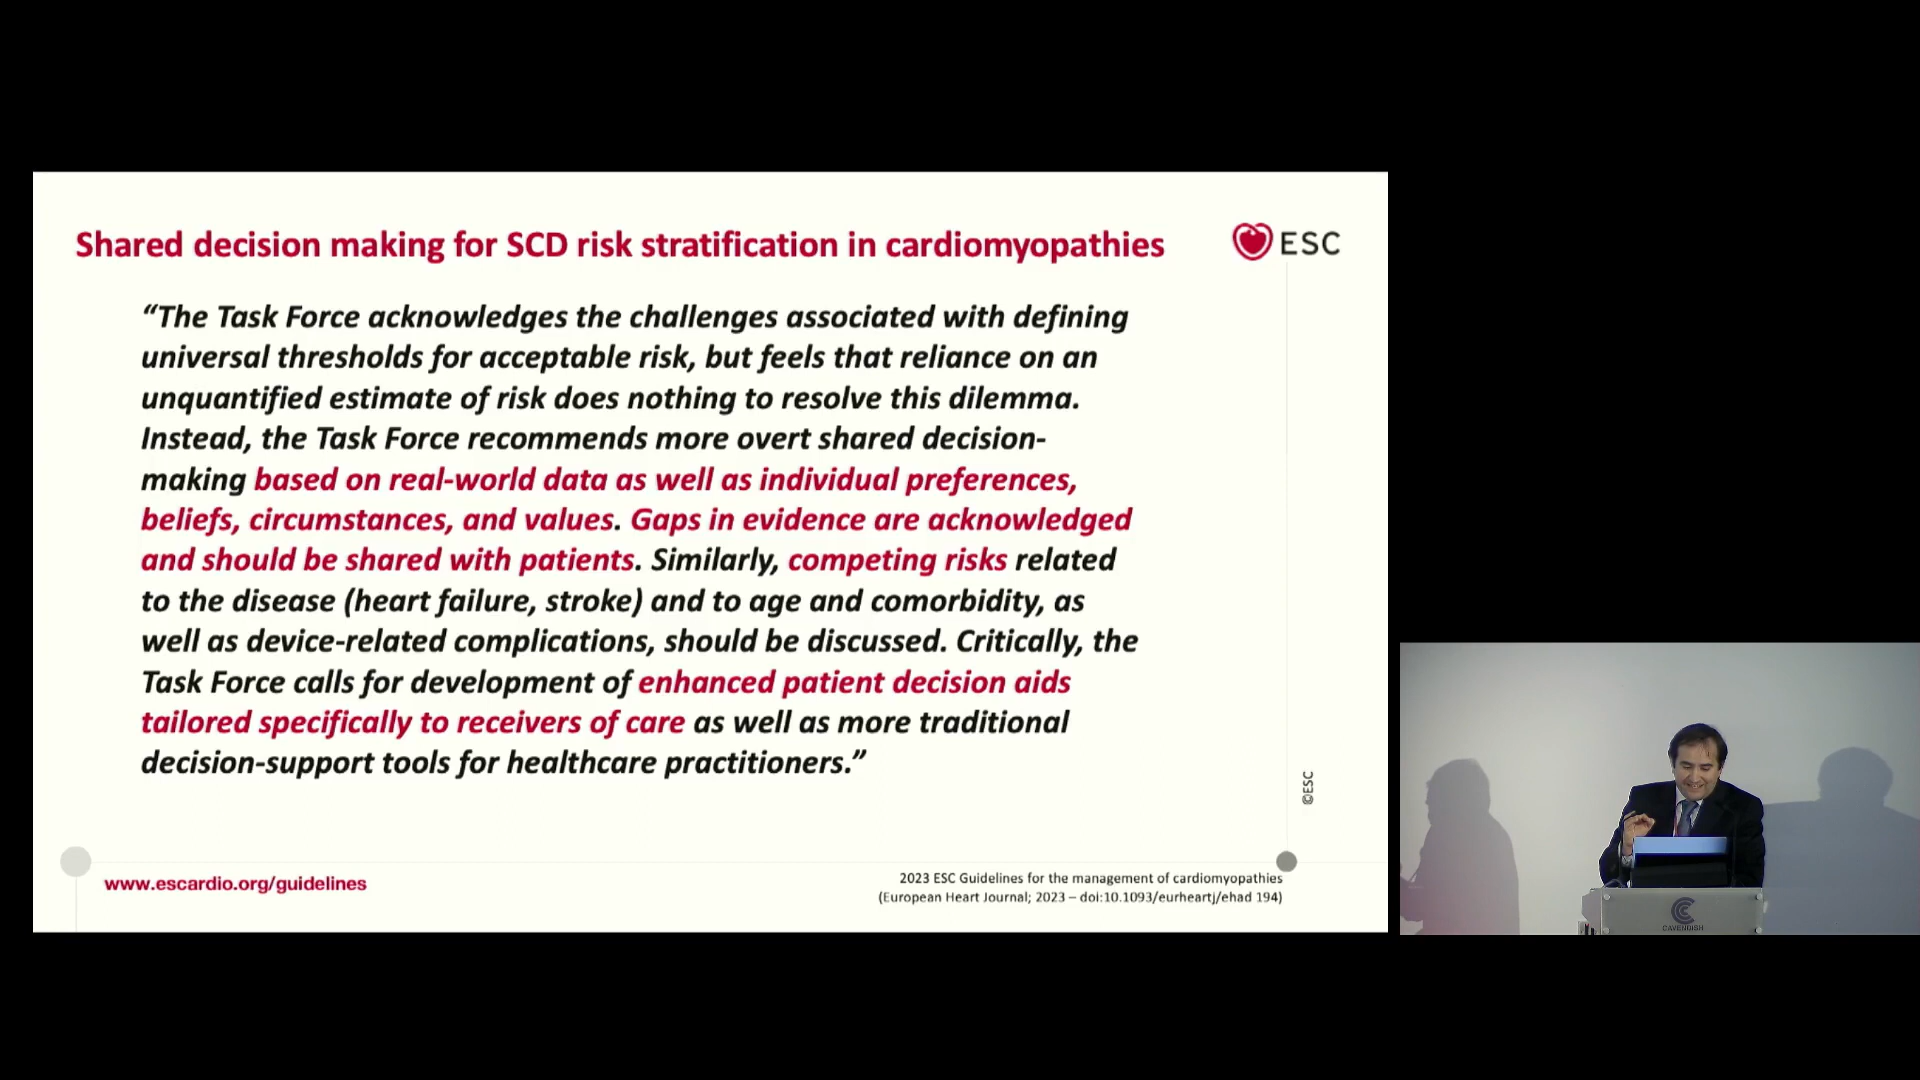 Shared decision making for SCD risk stratification in cardiomyopathies
ESC
“The Task Force acknowledges the challenges associated with defining
universal thresholds for acceptable risk, but feels that reliance on an
unquantified estimate of risk does nothing to resolve this dilemma.
Instead, the Task Force recommends more overt shared decision-
making based on real-world data as well as individual preferences,
beliefs, circumstances, and values. Gaps in evidence are acknowledged
and should be shared with patients. Similarly, competing risks related
to the disease (heart failure, stroke) and to age and comorbidity, as
well as device-related complications, should be discussed. Critically, the
Task Force calls for development of enhanced patient decision aids
tailored specifically to receivers of care as well as more traditional
decision-support tools for healthcare practitioners.”
©ESC
www.escardio.org/guidelines
2023 ESC Guidelines for the management of cardiomyopathies
(European Heart Journal; 2023 – doi:10.1093/eurheartj/ehad 194)
CAVENDISH